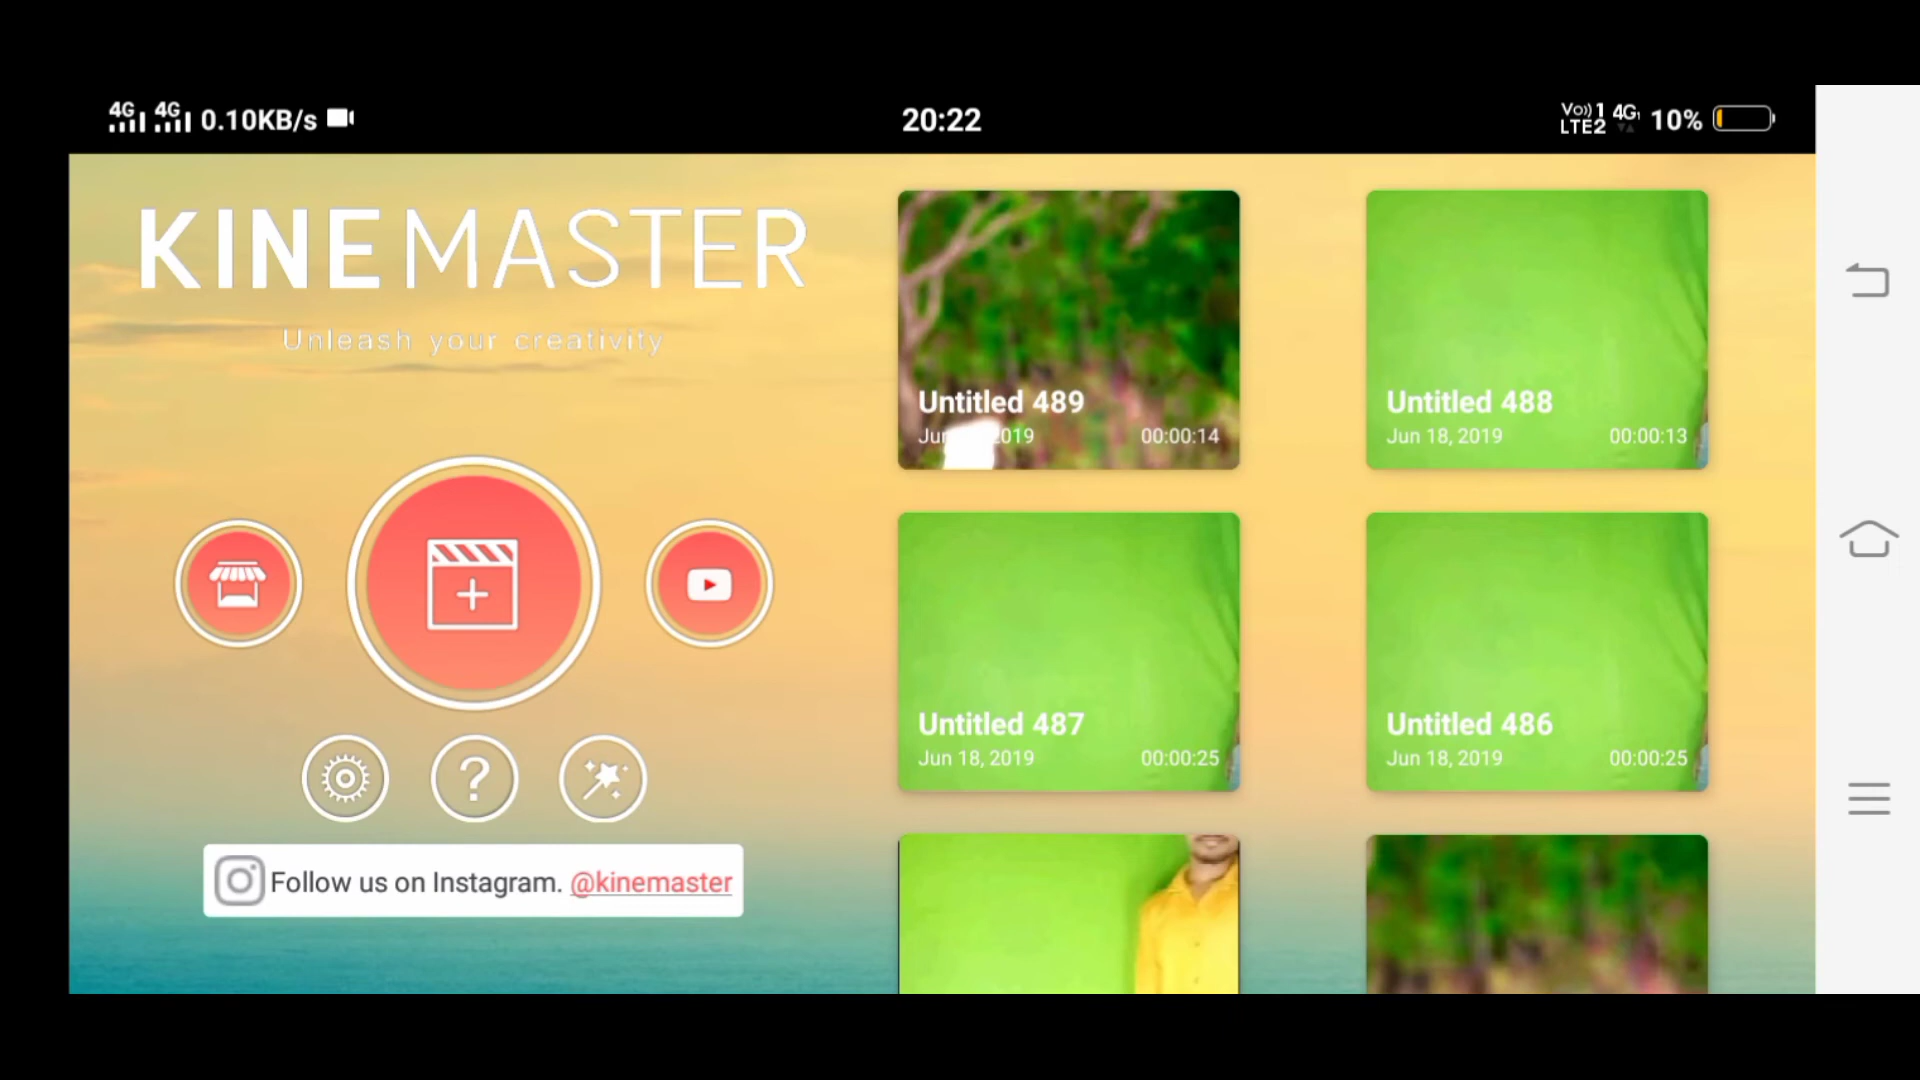 4G 4G 0.10KB/s
20:22
Vo)) 1 4G 10%
LTE2
KINEMASTER
Unleash your creativity
Follow us on Instagram. @kinemaster
Untitled 489
2019 00:00:14
Untitled 488
Jun 18, 2019 00:00:13
Untitled 487
Jun 18, 2019 00:00:25
Untitled 486
Jun 18, 2019 00:00:25